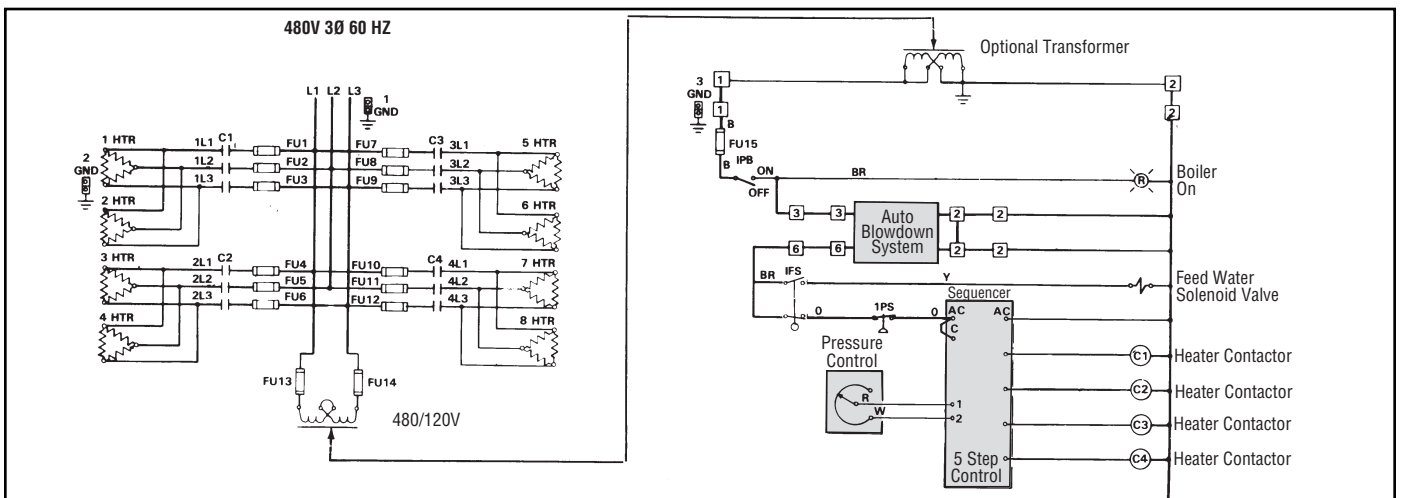 480V 3Ø 60 HZ
L1 L2 L3
1
GND
1 HTR
2
GND
2 HTR
3 HTR
4 HTR
1L1 C1 FU1
1L2 FU2
1L3 FU3
2L1 C2 FU4
2L2 FU5
2L3 FU6
FU7 C3 3L1
FU8 3L2
FU9 3L3
FU10 C4 4L1
FU11 4L2
FU12 4L3
5 HTR
6 HTR
7 HTR
8 HTR
FU13
FU14
480/120V
Optional Transformer
3
GND
1
1
2
2
B
FU15
B
IPB
ON
OFF
BR
R
Boiler
On
3 3
Auto
Blowdown
System
2 2
6 6
2 2
BR
IFS
Y
Feed Water
Solenoid Valve
0
1PS
0
Sequencer
AC AC
C
Pressure
Control
R
W
1
2
5 Step
Control
C1 Heater Contactor
C2 Heater Contactor
C3 Heater Contactor
C4 Heater Contactor